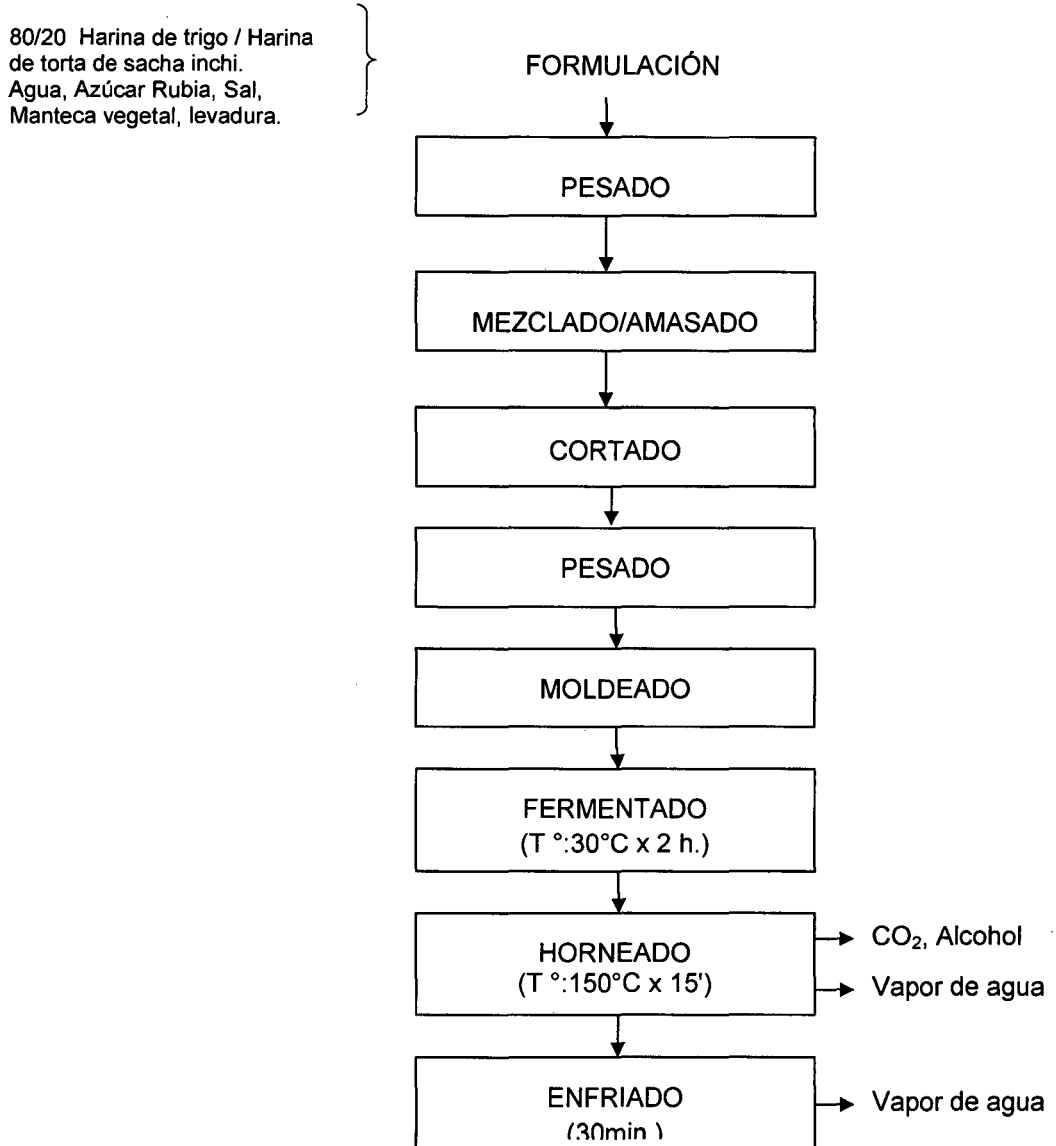 80/20 Harina de trigo / Harina
de torta de sacha inchi.
Agua, Azúcar Rubia, Sal,
Manteca vegetal, levadura.
FORMULACIÓN
PESADO
MEZCLADO/AMASADO
CORTADO
PESADO
MOLDEADO
FERMENTADO
(T °:30°C x 2 h.)
HORNEADO
(T °:150°C x 15')
CO₂, Alcohol
Vapor de agua
ENFRIADO
(30min.)
Vapor de agua